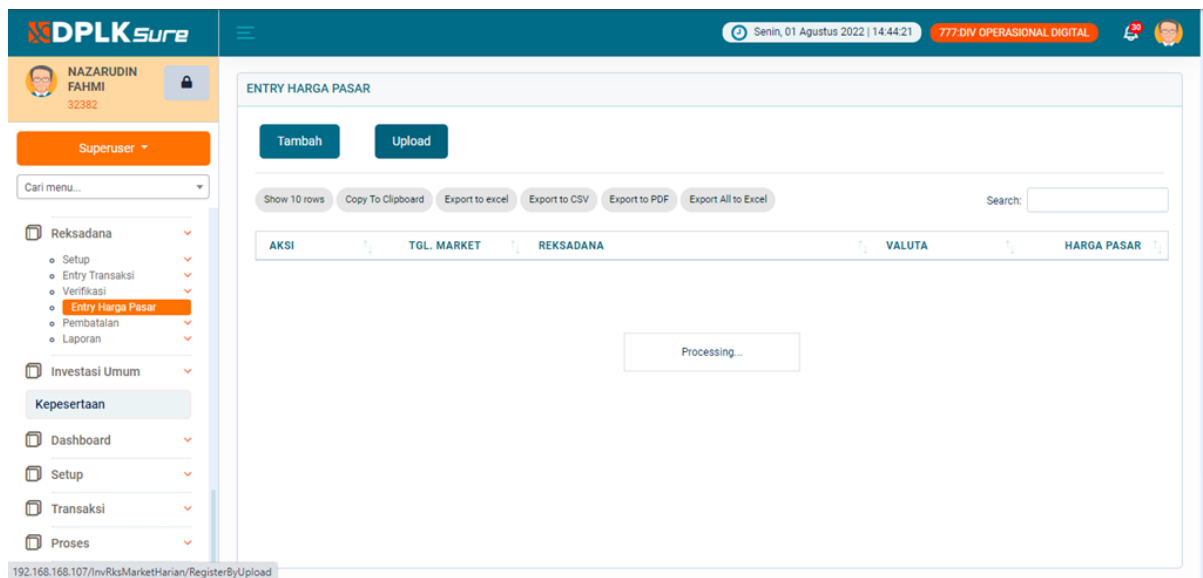 DPLKSure
Senin, 01 Agustus 2022 | 14:44:21
777:DIV OPERASIONAL DIGITAL
30
NAZARUDIN
FAHMI
32382
Superuser
Cari menu...
Reksadana
Setup
Entry Transaksi
Verifikasi
Entry Harga Pasar
Pembatalan
Laporan
Investasi Umum
Kepesertaan
Dashboard
Setup
Transaksi
Proses
192.168.168.107/InvRksMarketHarian/RegisterByUpload
ENTRY HARGA PASAR
Tambah Upload
Show 10 rows Copy To Clipboard Export to excel Export to CSV Export to PDF Export All to Excel Search:
AKSI TGL. MARKET REKSADANA VALUTA HARGA PASAR
Processing...